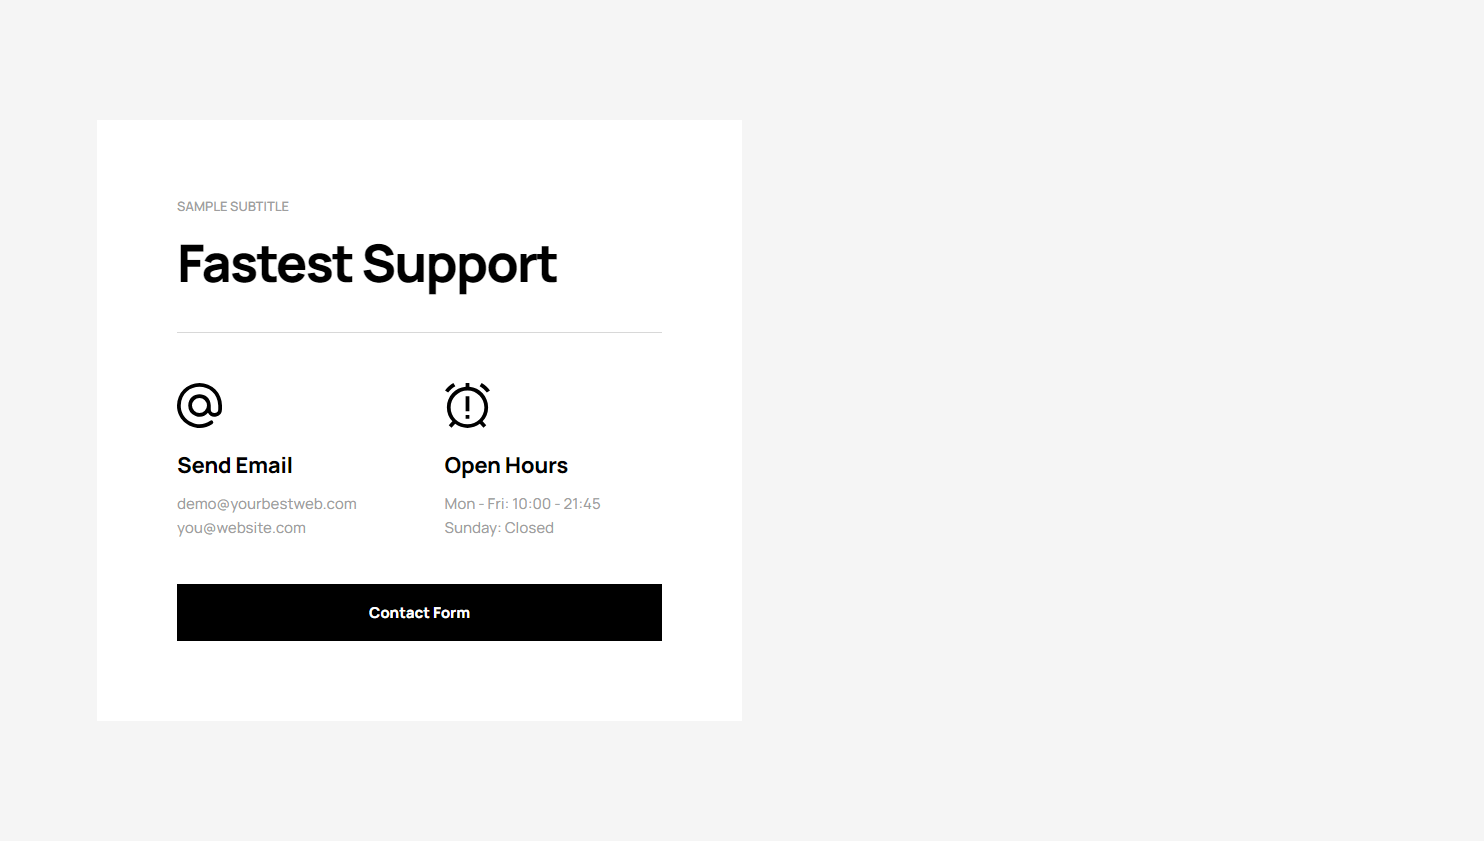 SAMPLE SUBTITLE
Fastest Support
Send Email
demo@yourbestweb.com
you@website.com
Open Hours
Mon - Fri: 10:00 - 21:45
Sunday: Closed
Contact Form